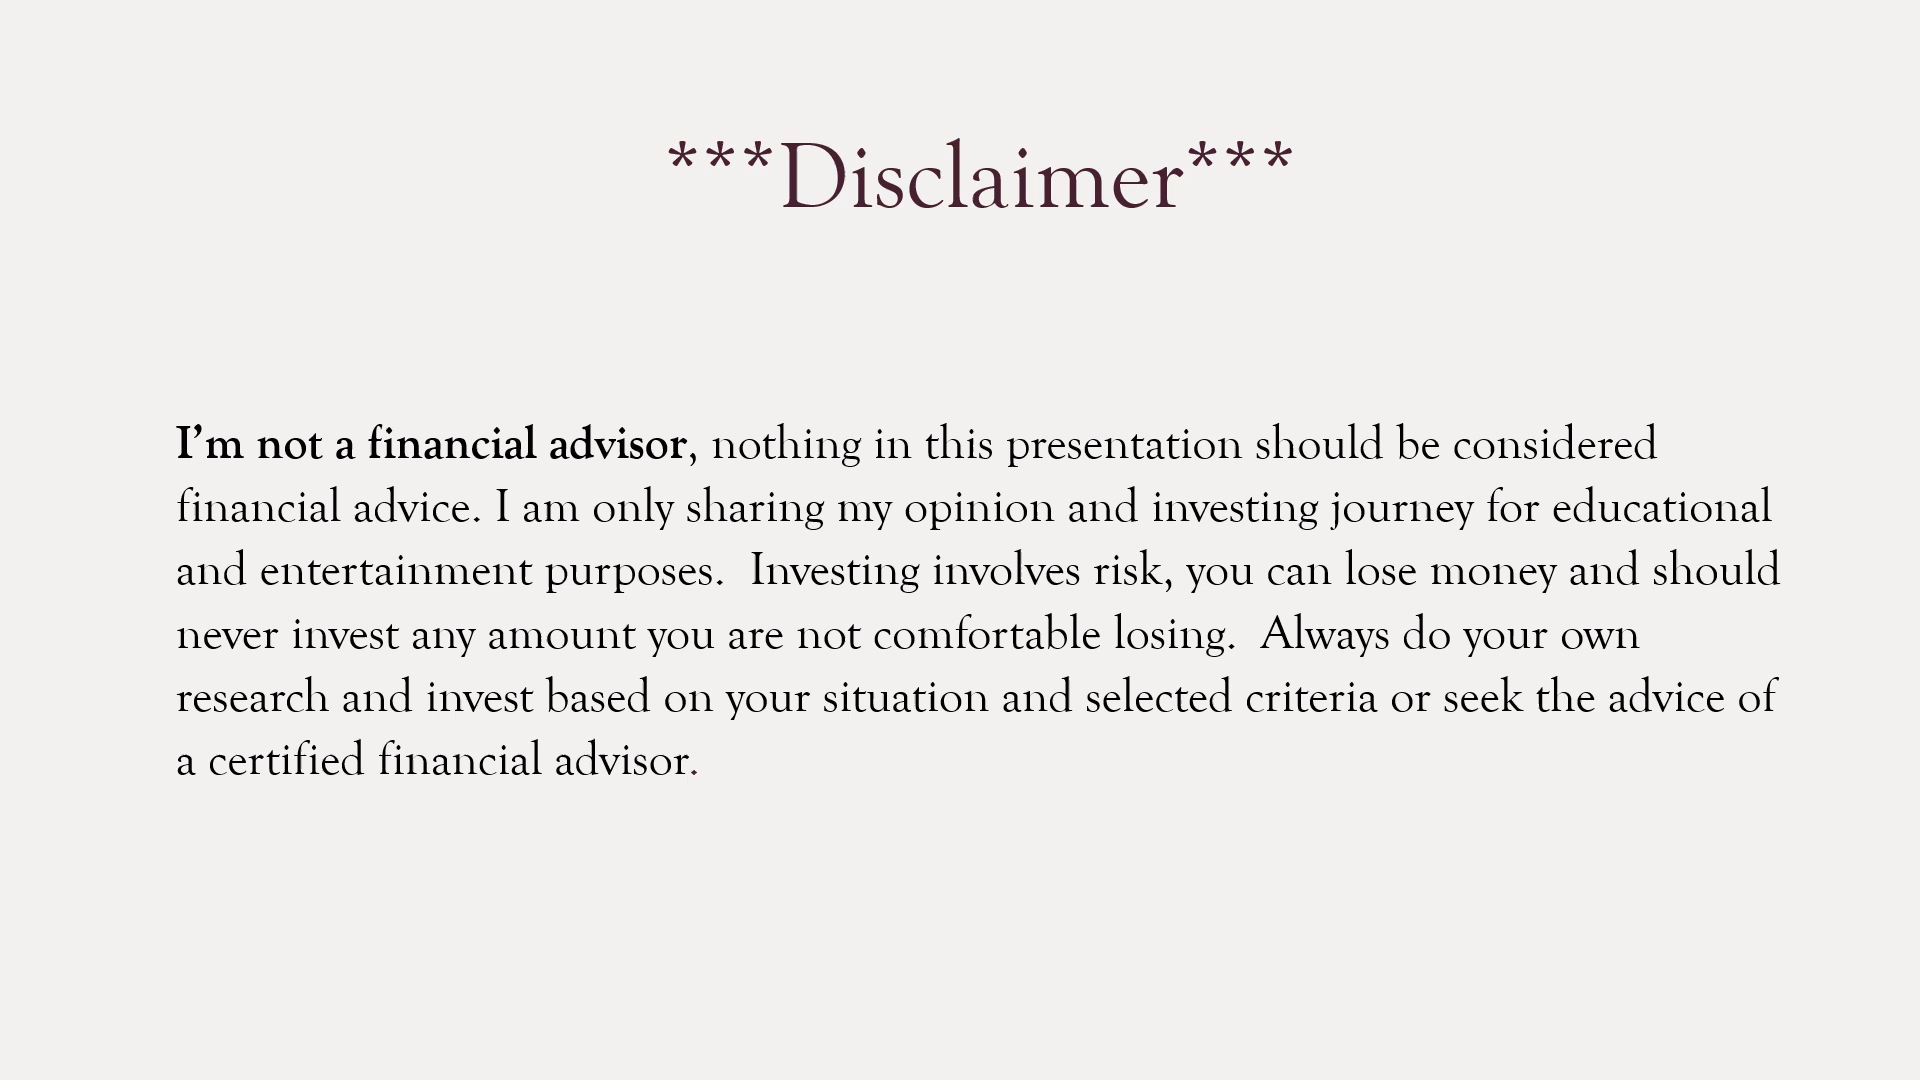 ***Disclaimer***
I’m not a financial advisor, nothing in this presentation should be considered
financial advice. I am only sharing my opinion and investing journey for educational
and entertainment purposes.  Investing involves risk, you can lose money and should
never invest any amount you are not comfortable losing.  Always do your own
research and invest based on your situation and selected criteria or seek the advice of
a certified financial advisor.